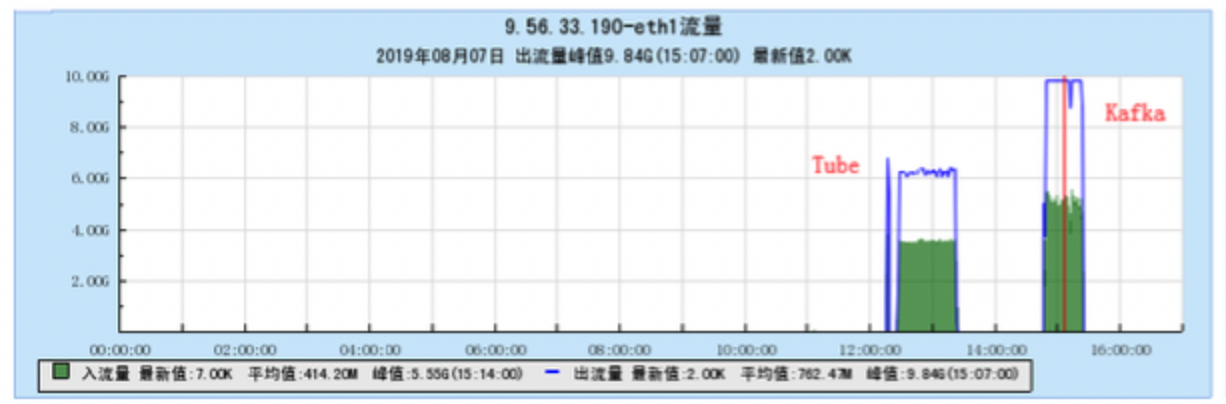 9.56.33.190-eth1流量
2019年08月07日 出流量峰值9.84G(15:07:00) 最新值2.00K
10.00G
8.00G
6.00G
4.00G
2.00G
Tube
Kafka
00:00:00 02:00:00 04:00:00 06:00:00 08:00:00 10:00:00 12:00:00 14:00:00 16:00:00
入流量 最新值:7.00K 平均值:414.20M 峰值:5.55G(15:14:00) 出流量 最新值:2.00K 平均值:762.47M 峰值:9.84G(15:07:00)